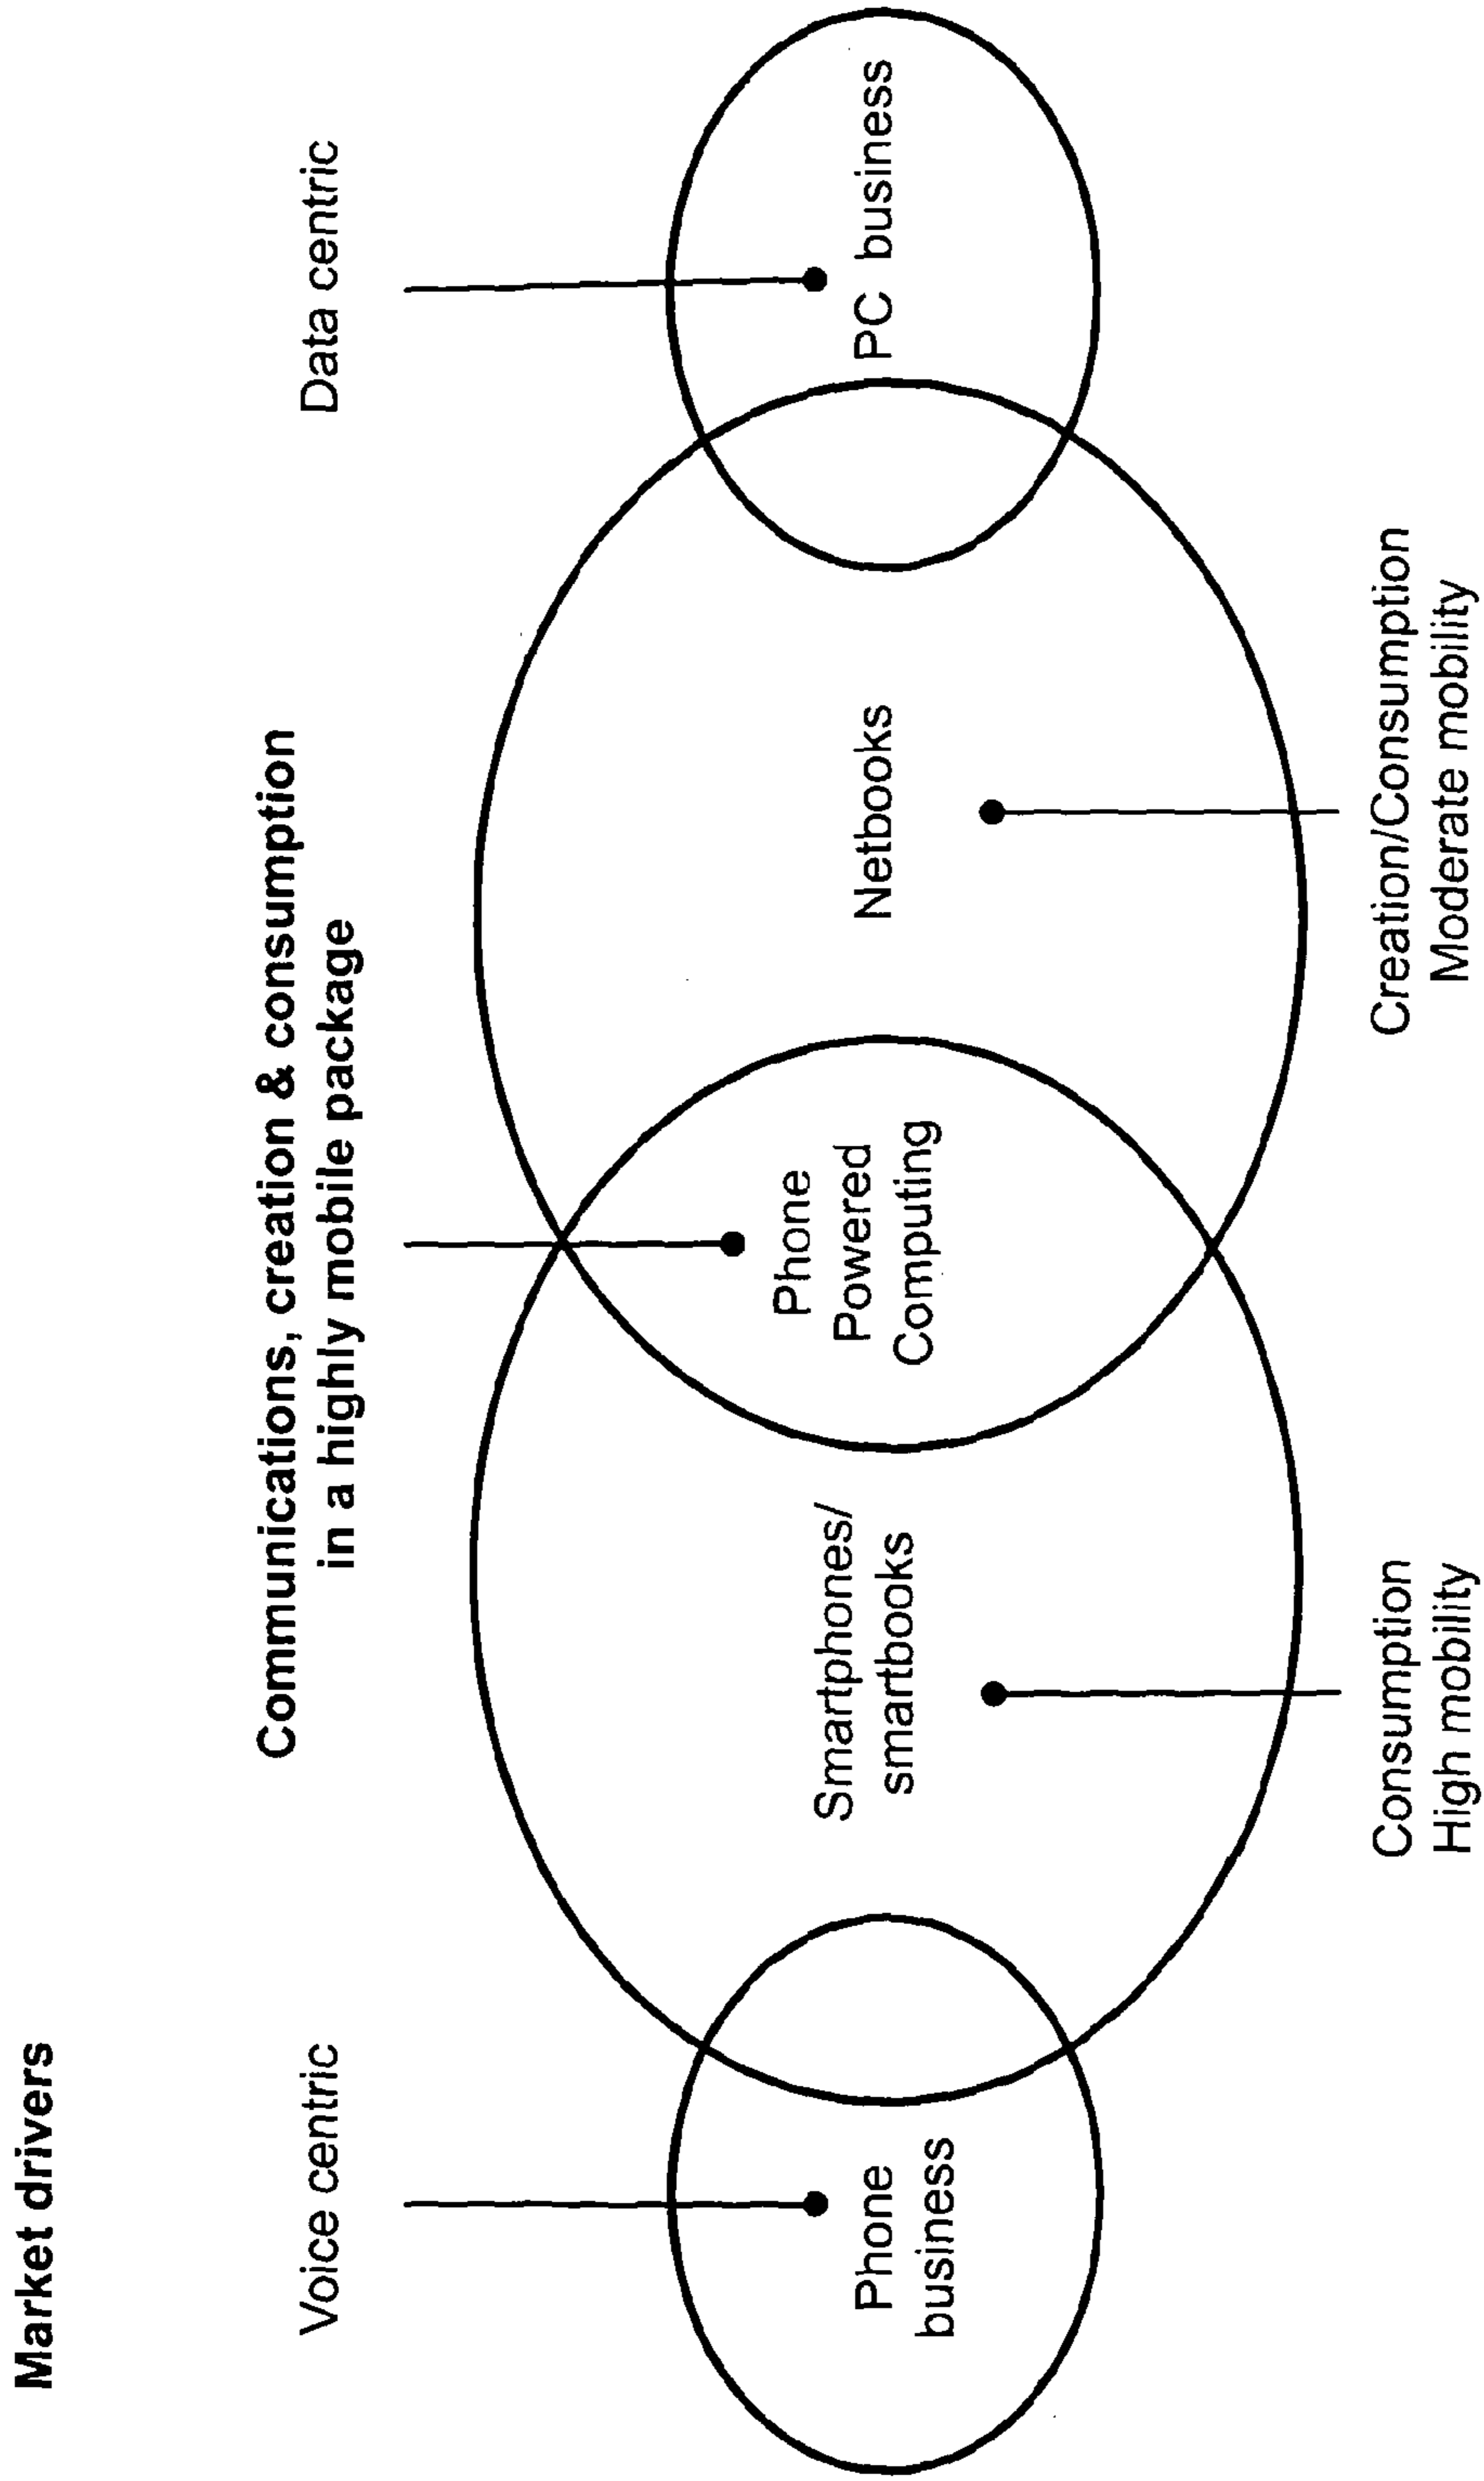 Market drivers
Voice centric
Communications, creation & consumption
in a highly mobile package
Data centric
Phone
business
Smartphones/
smartbooks
Phone
Powered
Computing
Netbooks
PC business
Consumption
High mobility
Creation/Consumption
Moderate mobility